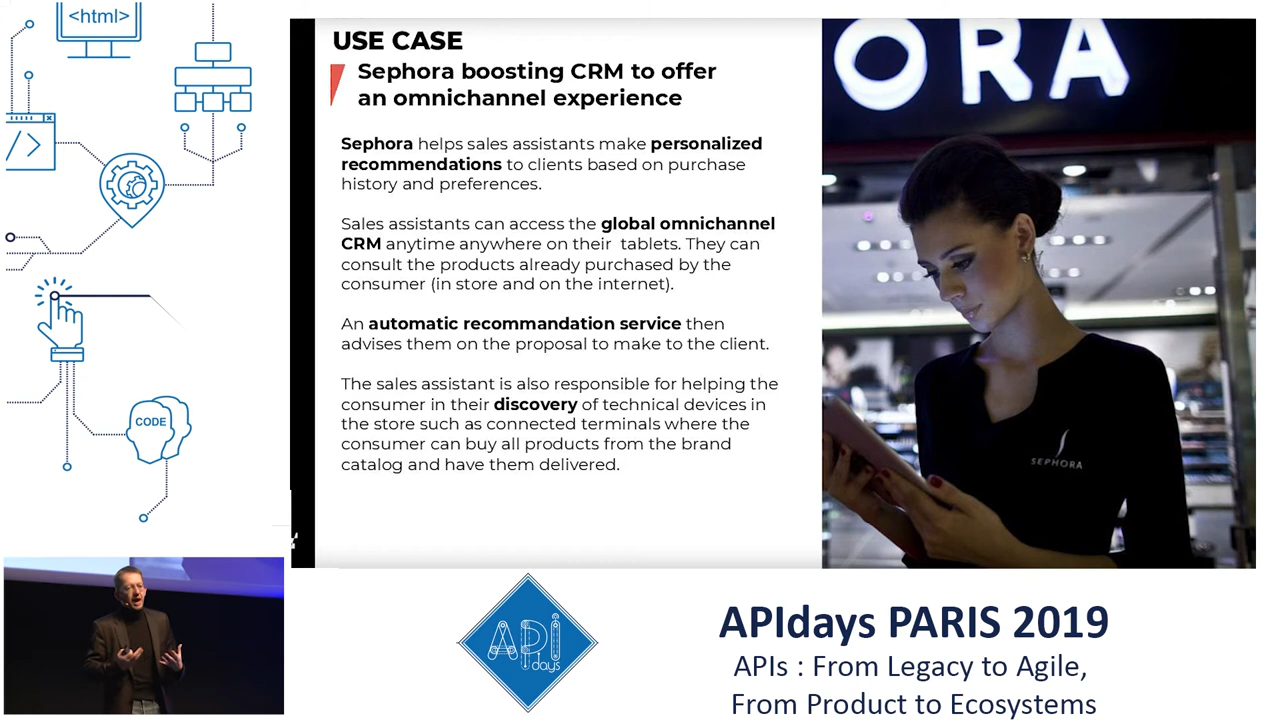 <html>
</>
CODE
USE CASE
Sephora boosting CRM to offer
an omnichannel experience
Sephora helps sales assistants make personalized
recommendations to clients based on purchase
history and preferences.
Sales assistants can access the global omnichannel
CRM anytime anywhere on their tablets. They can
consult the products already purchased by the
consumer (in store and on the internet).
An automatic recommandation service then
advises them on the proposal to make to the client.
The sales assistant is also responsible for helping the
consumer in their discovery of technical devices in
the store such as connected terminals where the
consumer can buy all products from the brand
catalog and have them delivered.
ORA
SEPHORA
API
days
APIdays PARIS 2019
APIs : From Legacy to Agile,
From Product to Ecosystems